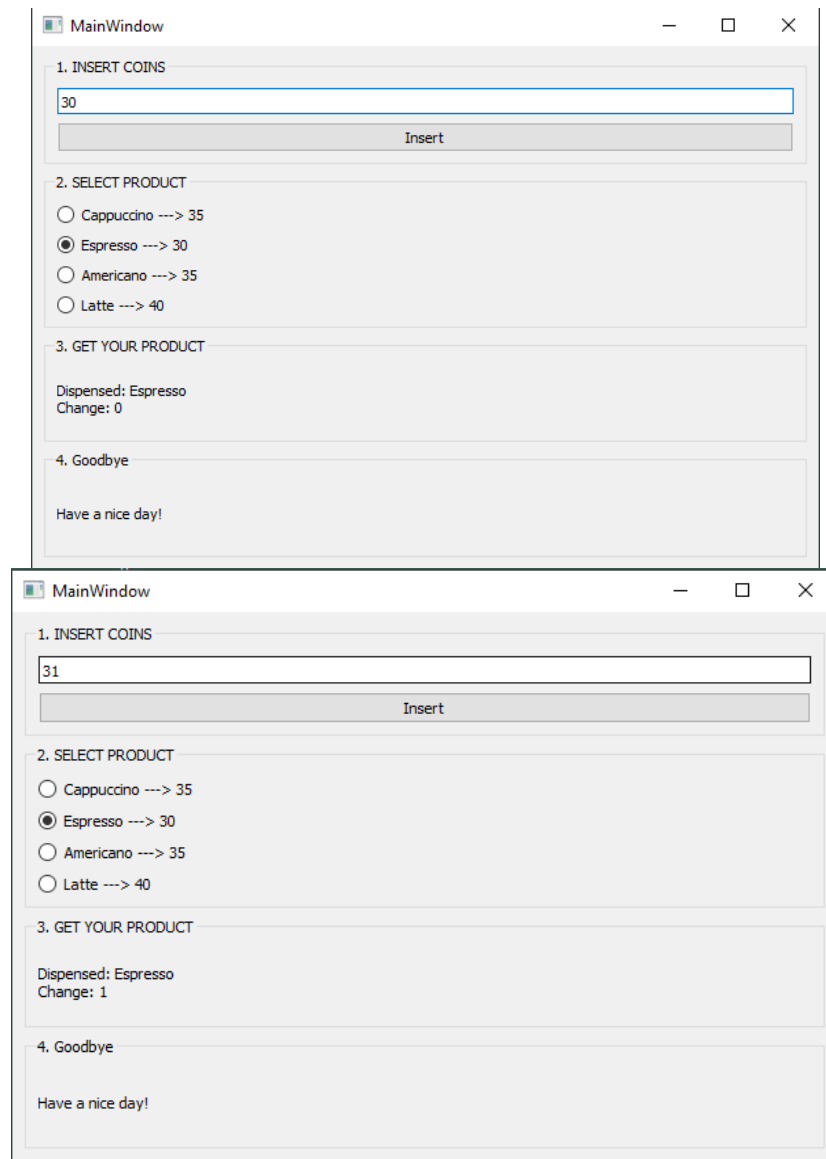 MainWindow
1. INSERT COINS
30
Insert
2. SELECT PRODUCT
Cappuccino ---> 35
Espresso ---> 30
Americano ---> 35
Latte ---> 40
3. GET YOUR PRODUCT
Dispensed: Espresso
Change: 0
4. Goodbye
Have a nice day!
MainWindow
1. INSERT COINS
31
Insert
2. SELECT PRODUCT
Cappuccino ---> 35
Espresso ---> 30
Americano ---> 35
Latte ---> 40
3. GET YOUR PRODUCT
Dispensed: Espresso
Change: 1
4. Goodbye
Have a nice day!